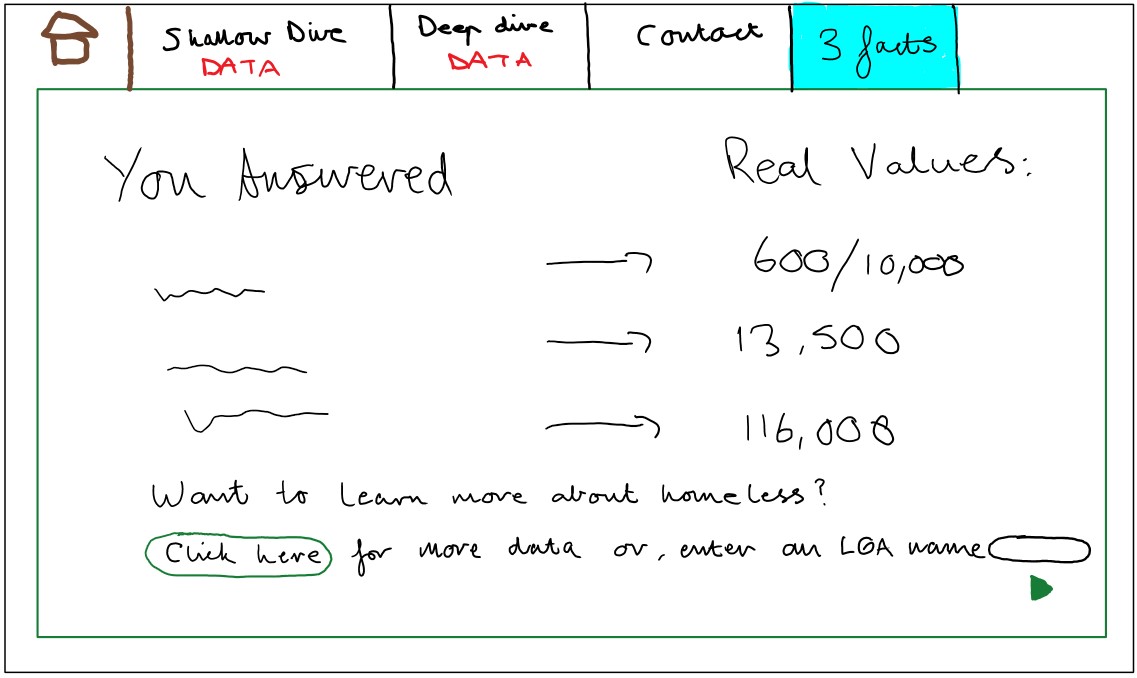 Shallow Dive
DATA
Deep dive
DATA
Contact
3 facts
You Answered
Real Values:
600/10,000
13,500
116,000
Want to Learn more about homeless?
Click here for more data or, enter an LGA name